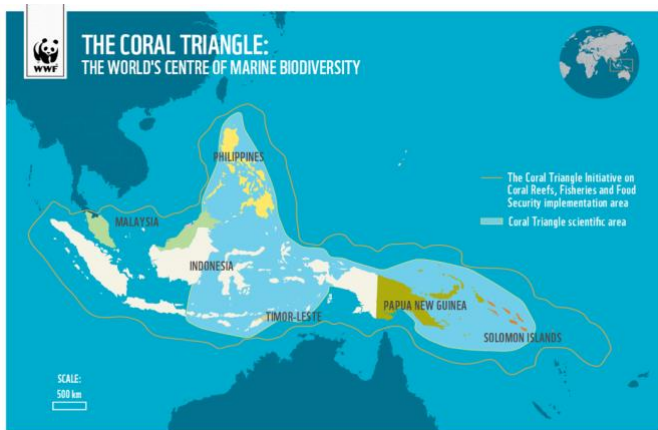 WWF
THE CORAL TRIANGLE:
THE WORLD'S CENTRE OF MARINE BIODIVERSITY
PHILIPPINES
The Coral Triangle Initiative on
Coral Reefs, Fisheries and Food
Security implementation area
Coral Triangle scientific area
MALAYSIA
INDONESIA
PAPUA NEW GUINEA
TIMOR-LESTE
SOLOMON ISLANDS
SCALE:
500 km